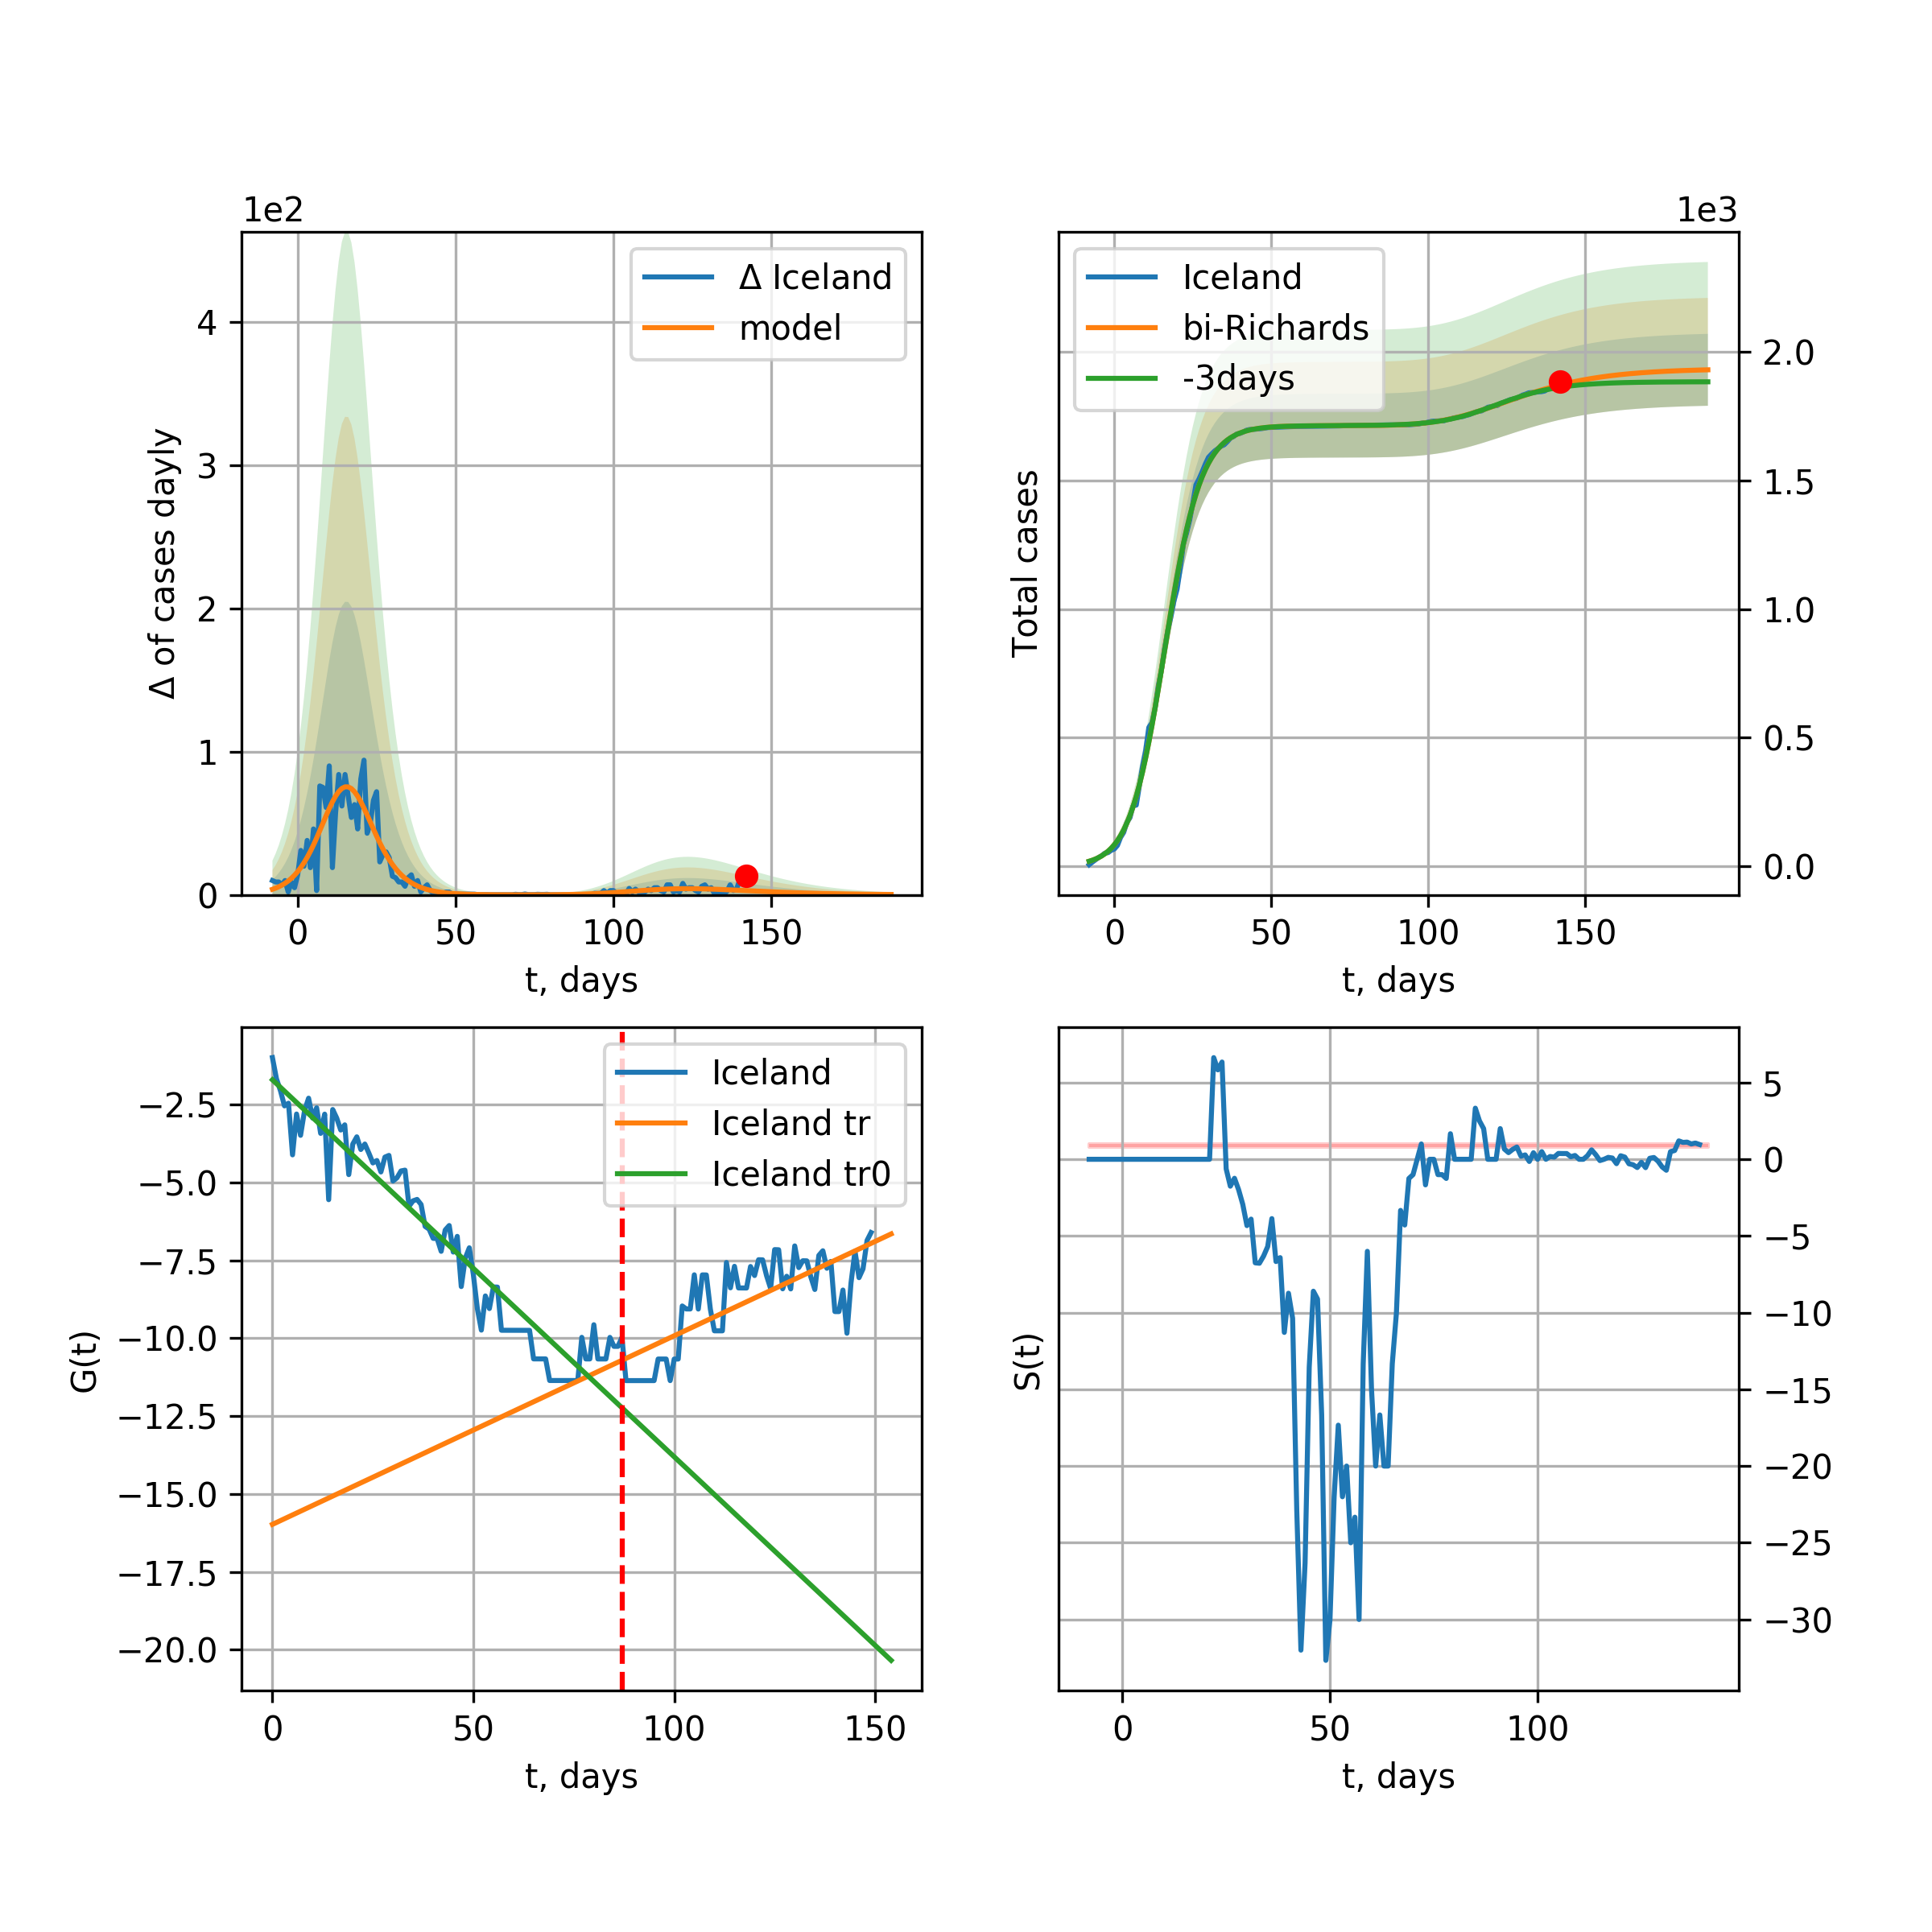 1e2
Δ of cases dayly
4
3
2
1
0
Δ Iceland
model
0 50 100 150
t, days
1e3
Total cases
Iceland
bi-Richards
-3days
2.0
1.5
1.0
0.5
0.0
0 50 100 150
t, days
G(t)
−2.5
−5.0
−7.5
−10.0
−12.5
−15.0
−17.5
−20.0
Iceland
Iceland tr
Iceland tr0
0 50 100 150
t, days
S(t)
5
0
−5
−10
−15
−20
−25
−30
0 50 100
t, days